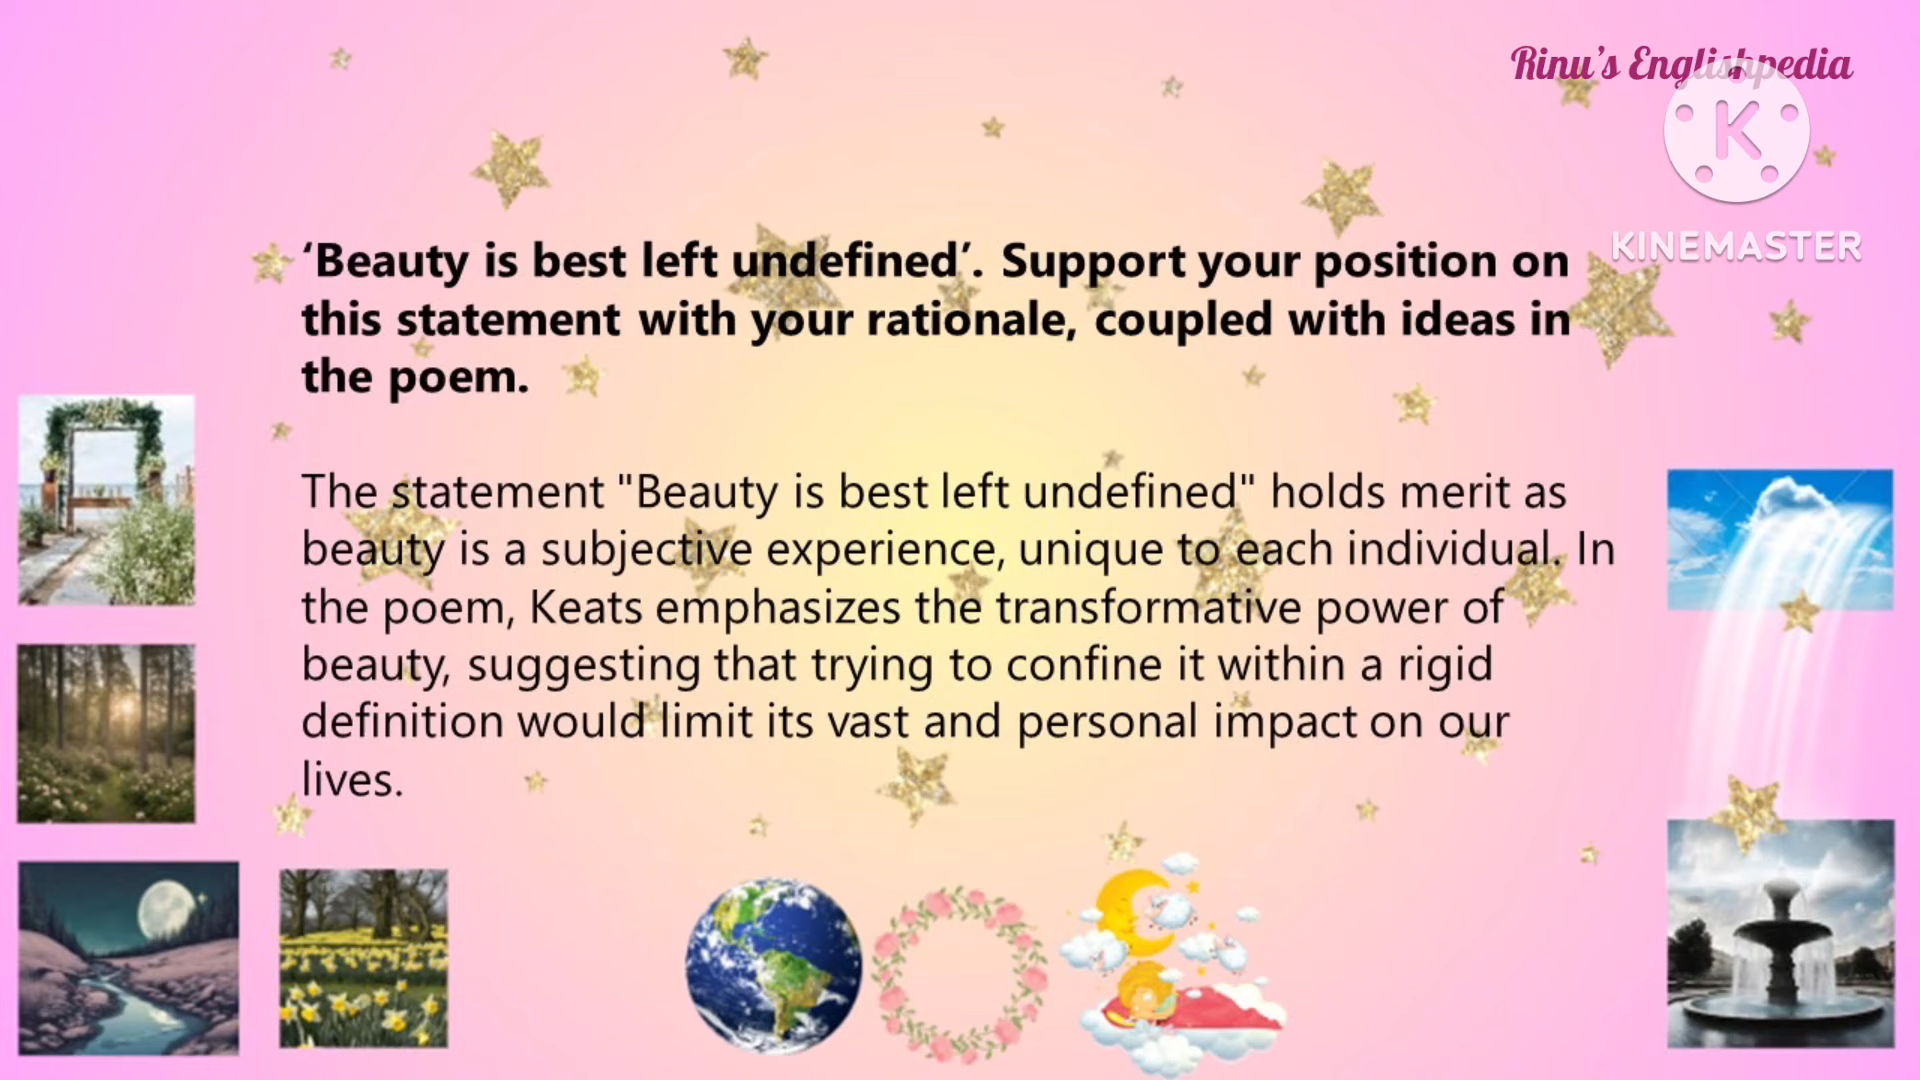 Rinu's Englishpedia
K
KINEMASTER
‘Beauty is best left undefined’. Support your position on
this statement with your rationale, coupled with ideas in
the poem.
The statement "Beauty is best left undefined" holds merit as
beauty is a subjective experience, unique to each individual. In
the poem, Keats emphasizes the transformative power of
beauty, suggesting that trying to confine it within a rigid
definition would limit its vast and personal impact on our
lives.